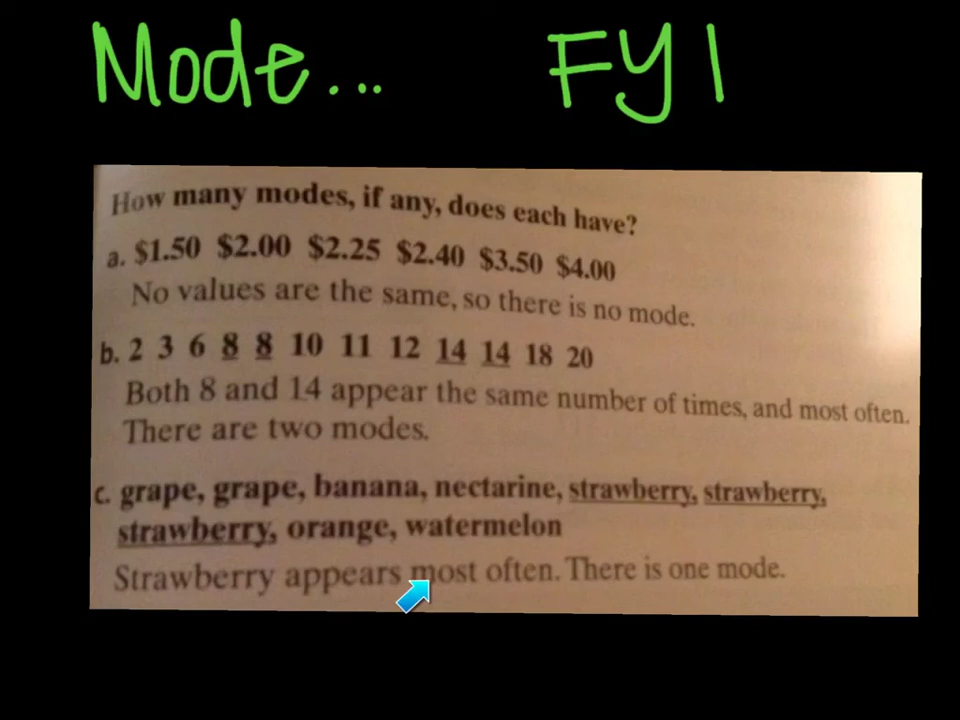 Mode... FYI
How many modes, if any, does each have?
a. $1.50 $2.00 $2.25 $2.40 $3.50 $4.00
No values are the same, so there is no mode.
b. 2 3 6 8 8 10 11 12 14 14 18 20
Both 8 and 14 appear the same number of times, and most often.
There are two modes.
c. grape, grape, banana, nectarine, strawberry, strawberry,
strawberry, orange, watermelon
Strawberry appears most often. There is one mode.